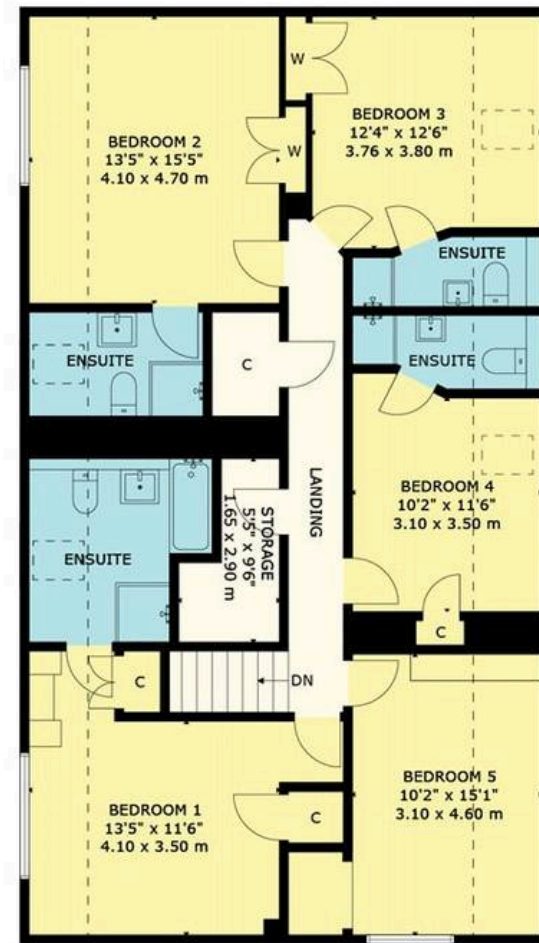 W
BEDROOM 3
12'4" x 12'6"
3.76 x 3.80 m
BEDROOM 2
13'5" x 15'5"
4.10 x 4.70 m
W
ENSUITE
ENSUITE
C
ENSUITE
LANDING
STORAGE
5'5" x 9'6"
1.65 x 2.90 m
BEDROOM 4
10'2" x 11'6"
3.10 x 3.50 m
ENSUITE
C
C
DN
BEDROOM 5
10'2" x 15'1"
3.10 x 4.60 m
BEDROOM 1
13'5" x 11'6"
4.10 x 3.50 m
C